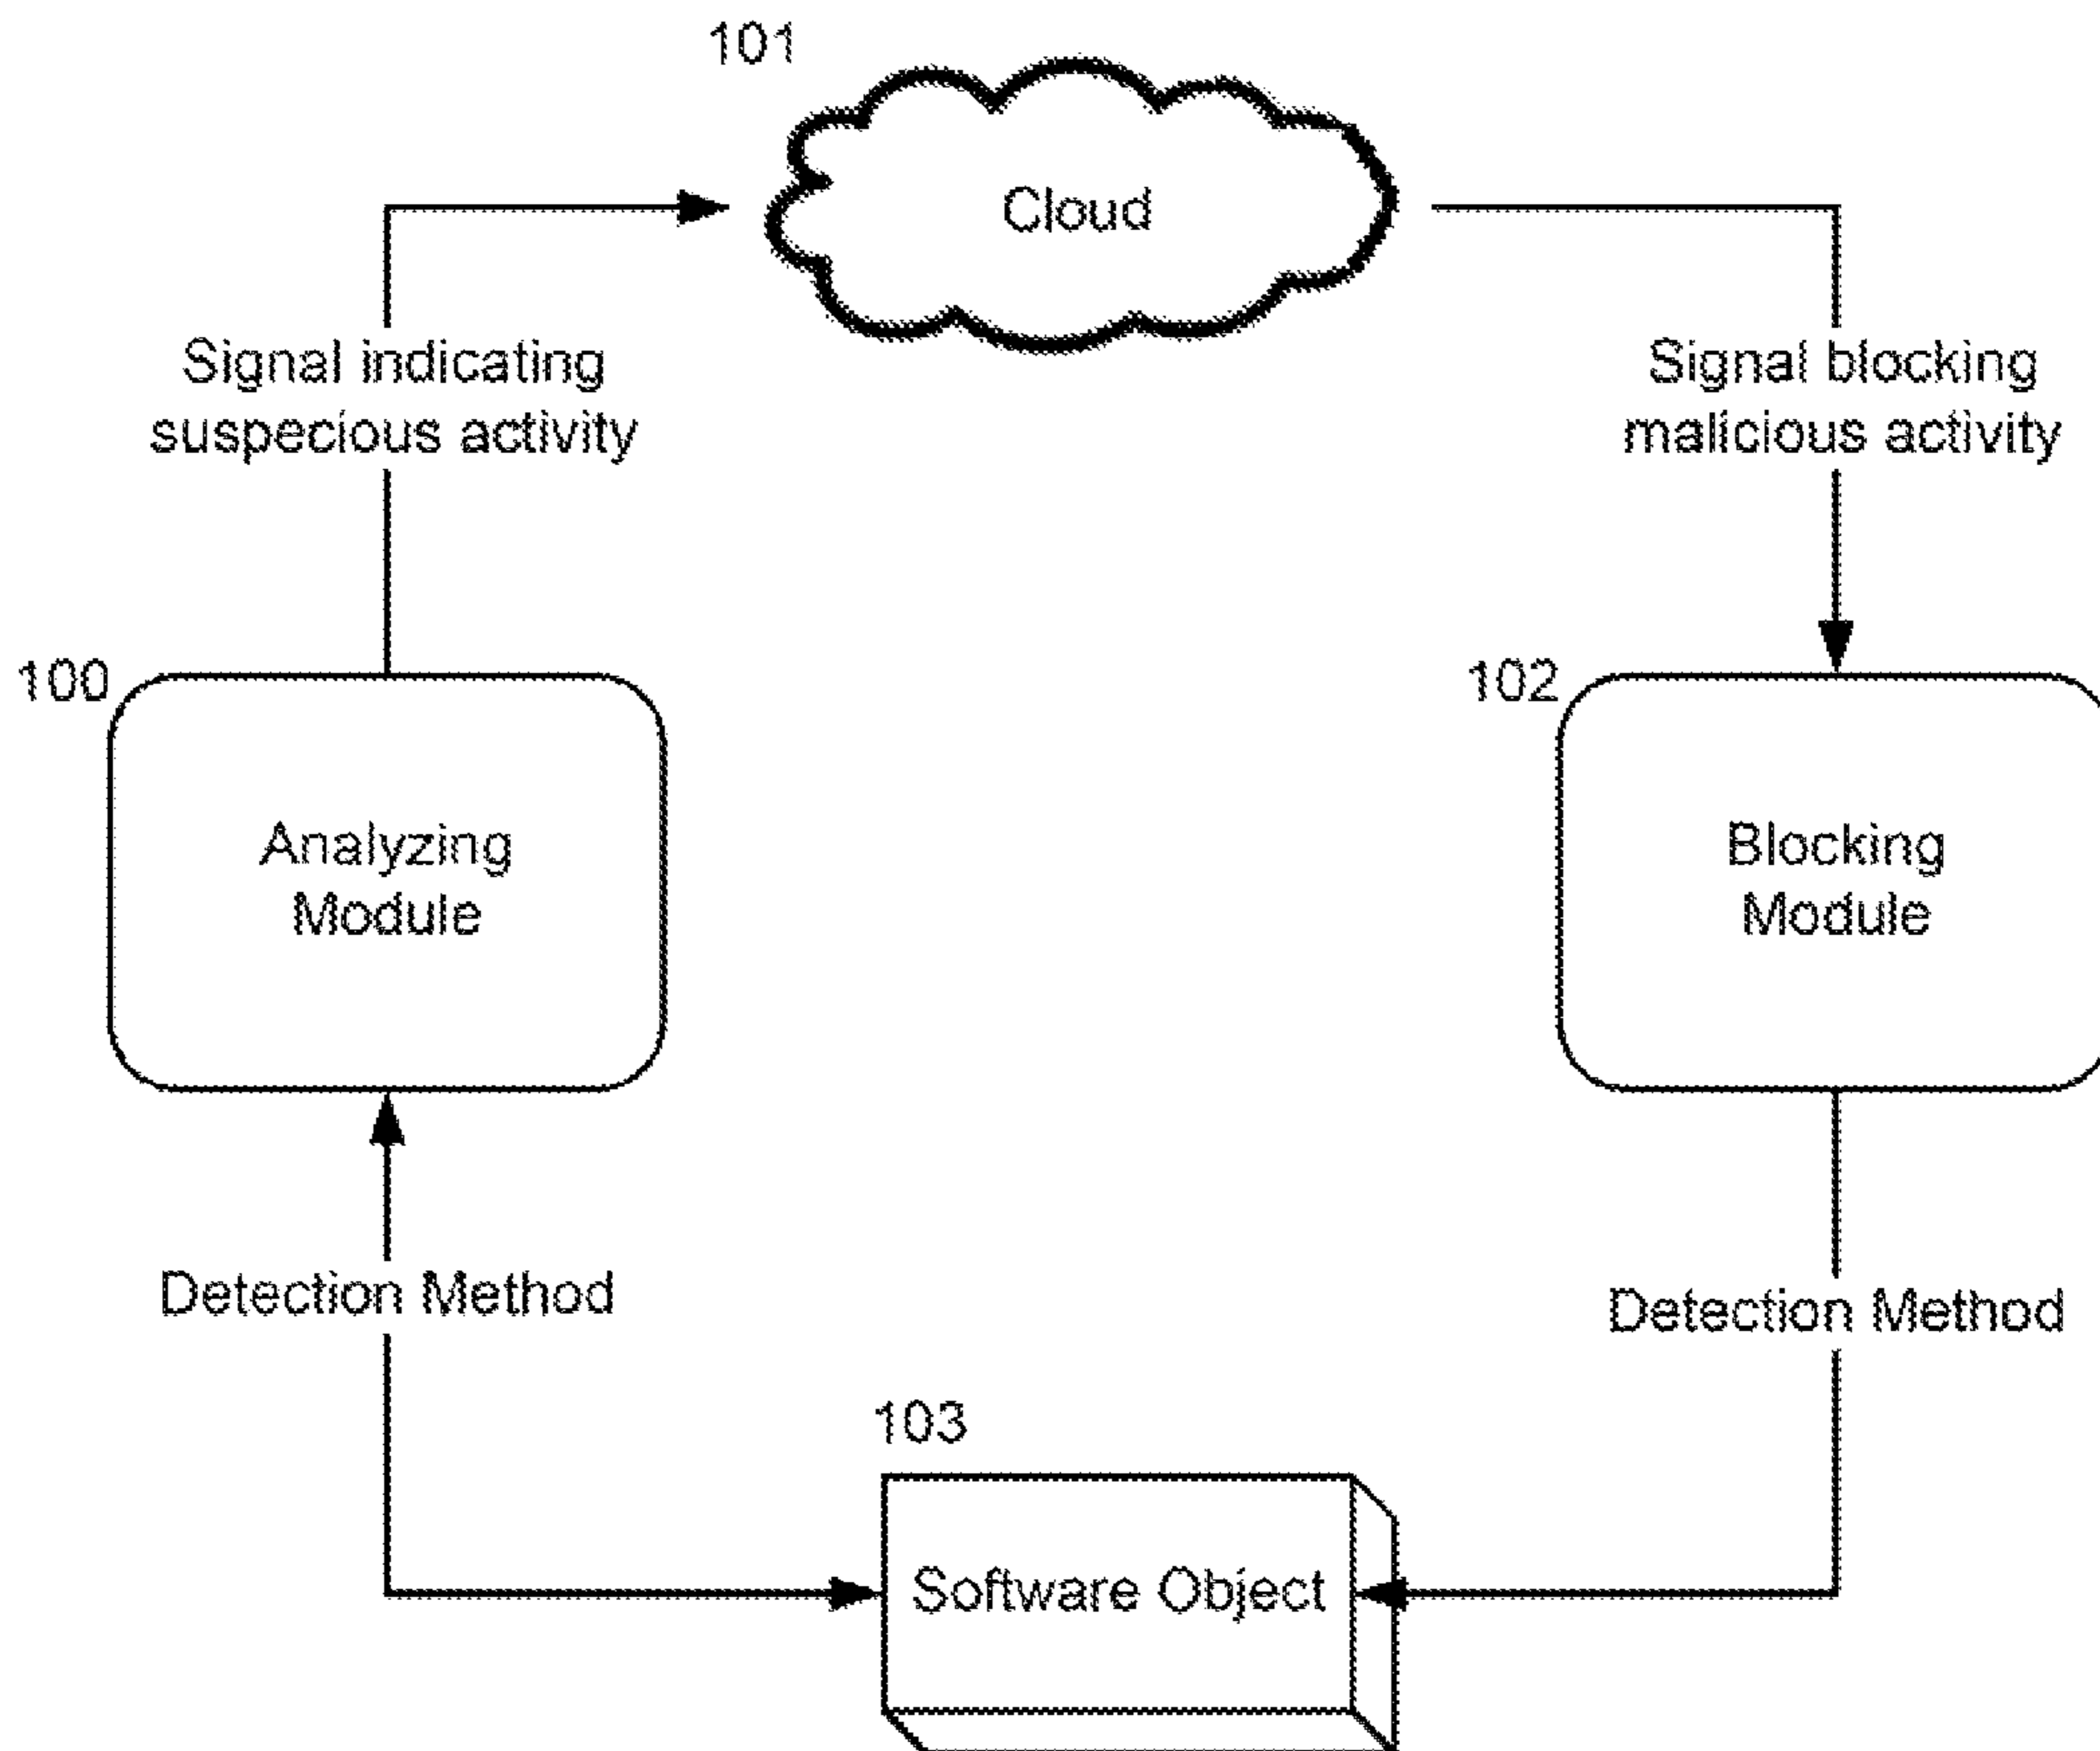 101
Cloud
Signal indicating
suspecious activity
Signal blocking
malicious activity
100
Analyzing
Module
102
Blocking
Module
Detection Method
Detection Method
103
Software Object